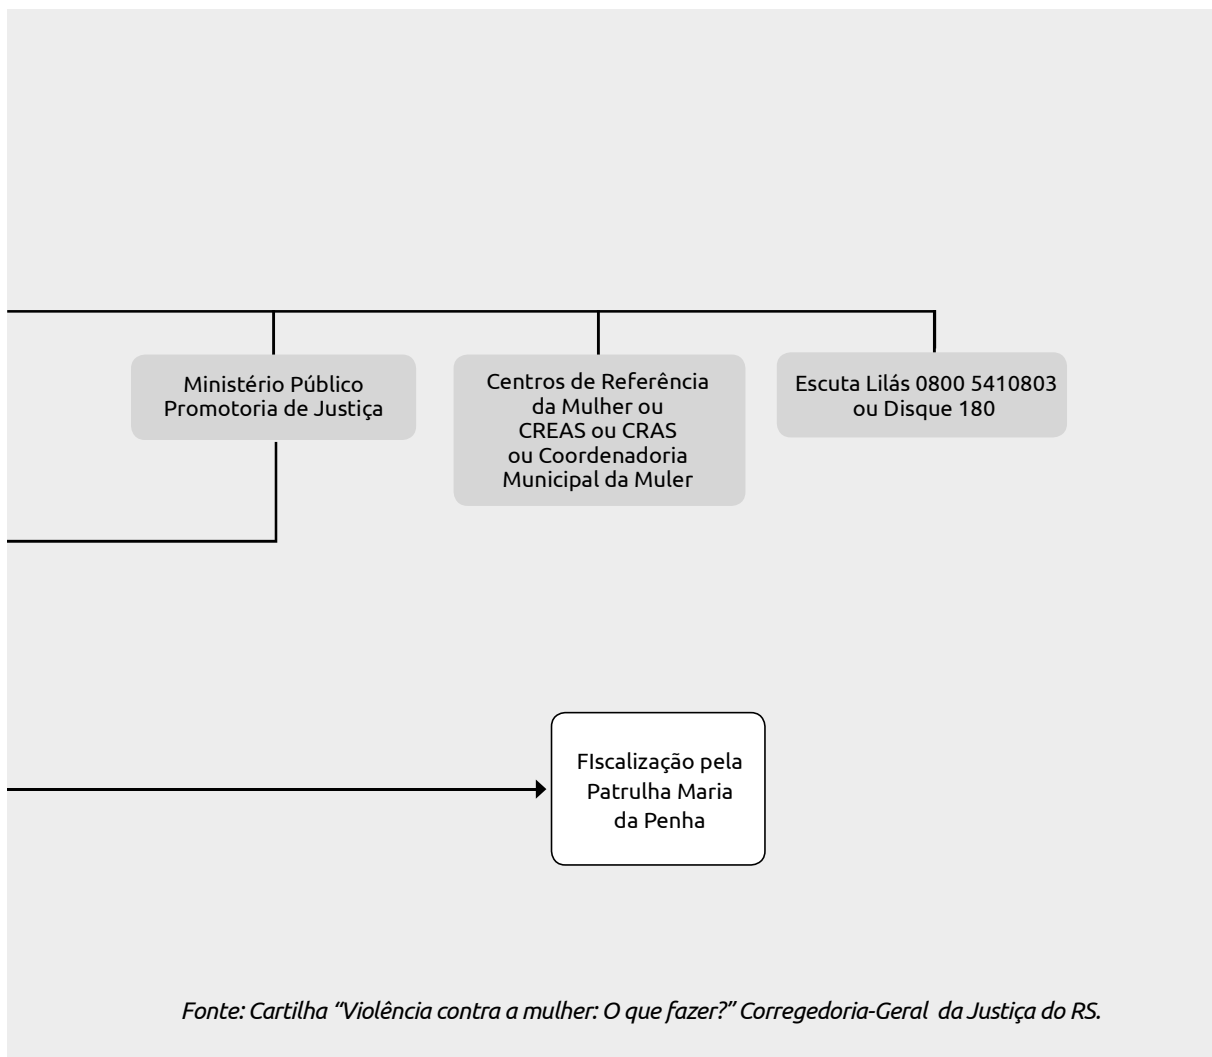 Ministério Público
Promotoria de Justiça
Centros de Referência
da Mulher ou
CREAS ou CRAS
ou Coordenadoria
Municipal da Muler
Escuta Lilás 0800 5410803
ou Disque 180
FIscalização pela
Patrulha Maria
da Penha
Fonte: Cartilha “Violência contra a mulher: O que fazer?” Corregedoria-Geral da Justiça do RS.